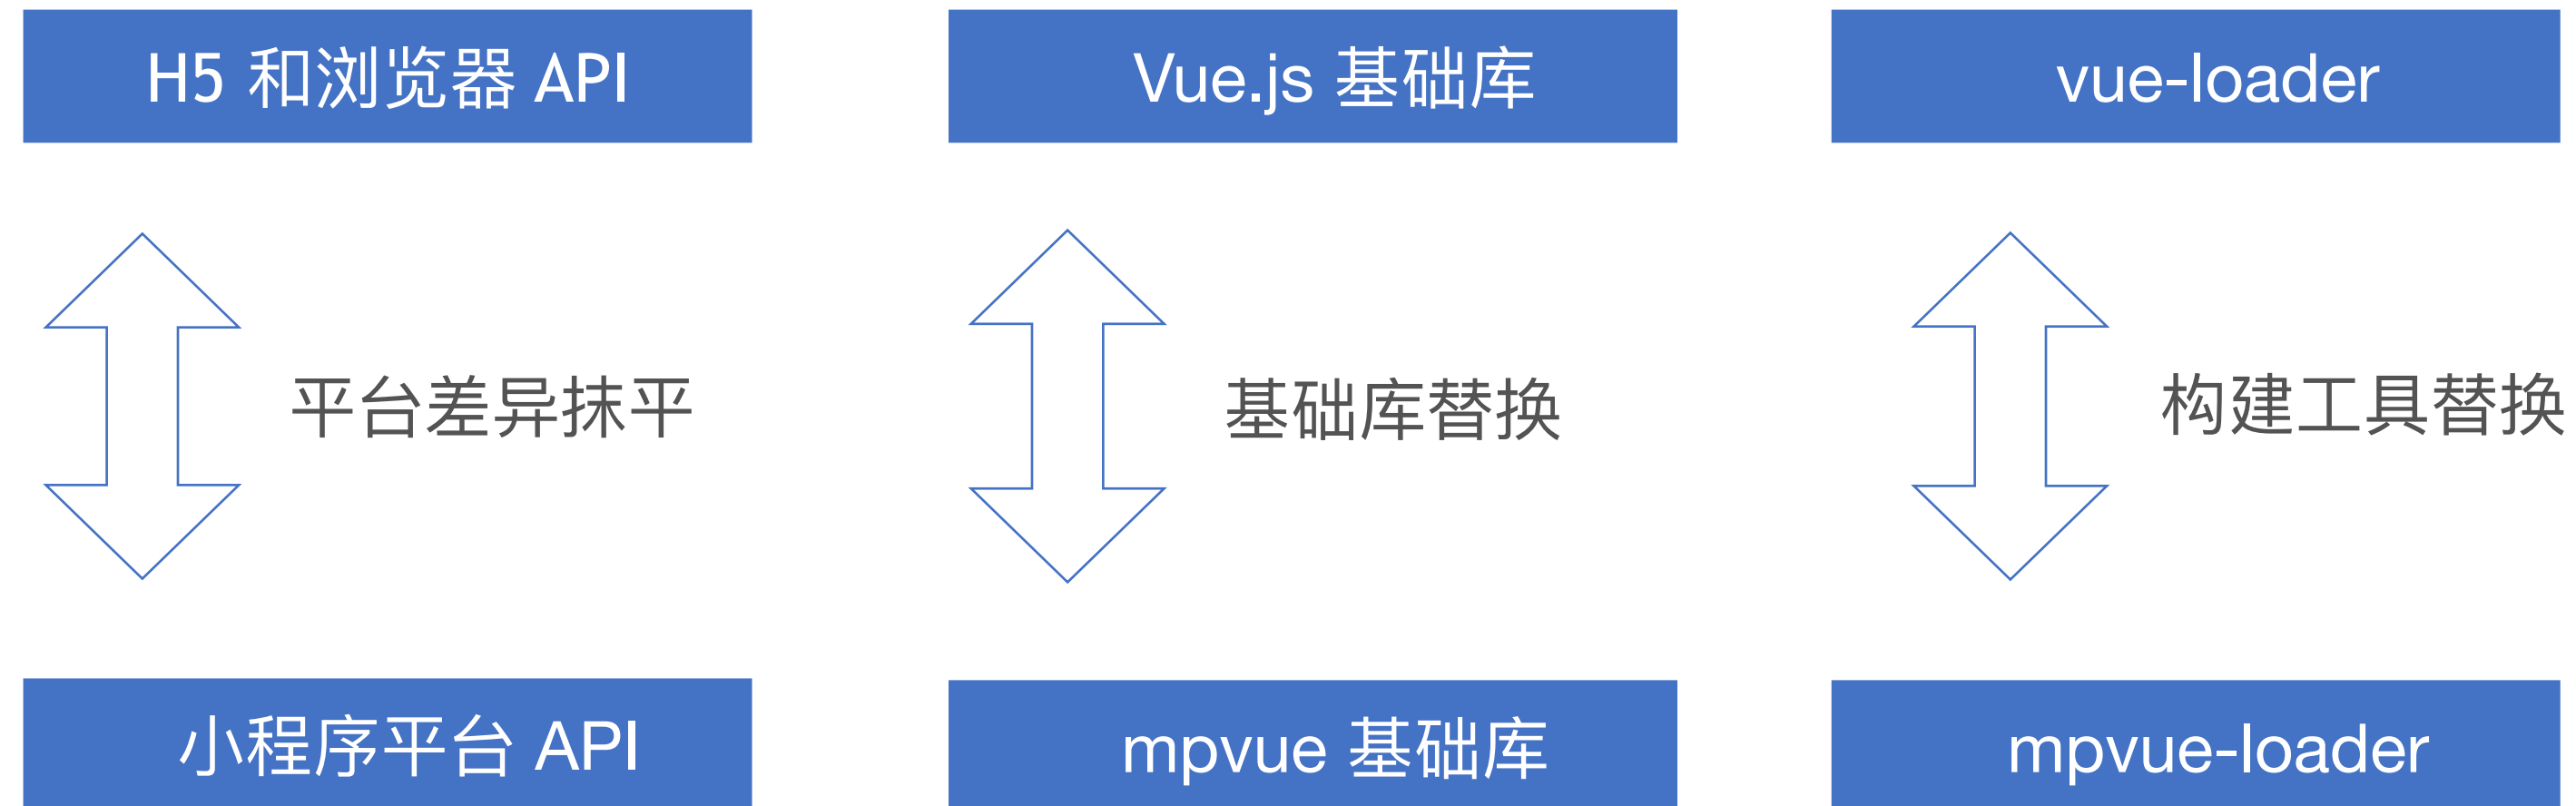 H5 和浏览器 API
Vue.js 基础库
vue-loader
平台差异抹平
基础库替换
构建工具替换
小程序平台 API
mpvue 基础库
mpvue-loader